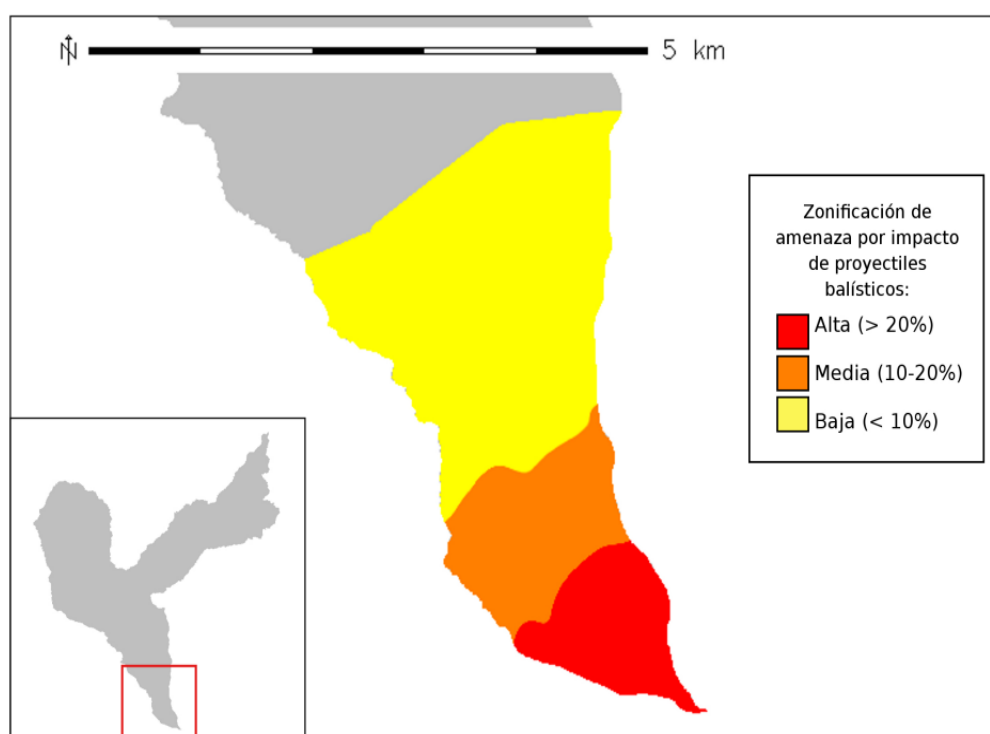 N
5 km
Zonificación de
amenaza por impacto
de proyectiles
balísticos:
Alta (> 20%)
Media (10-20%)
Baja (< 10%)